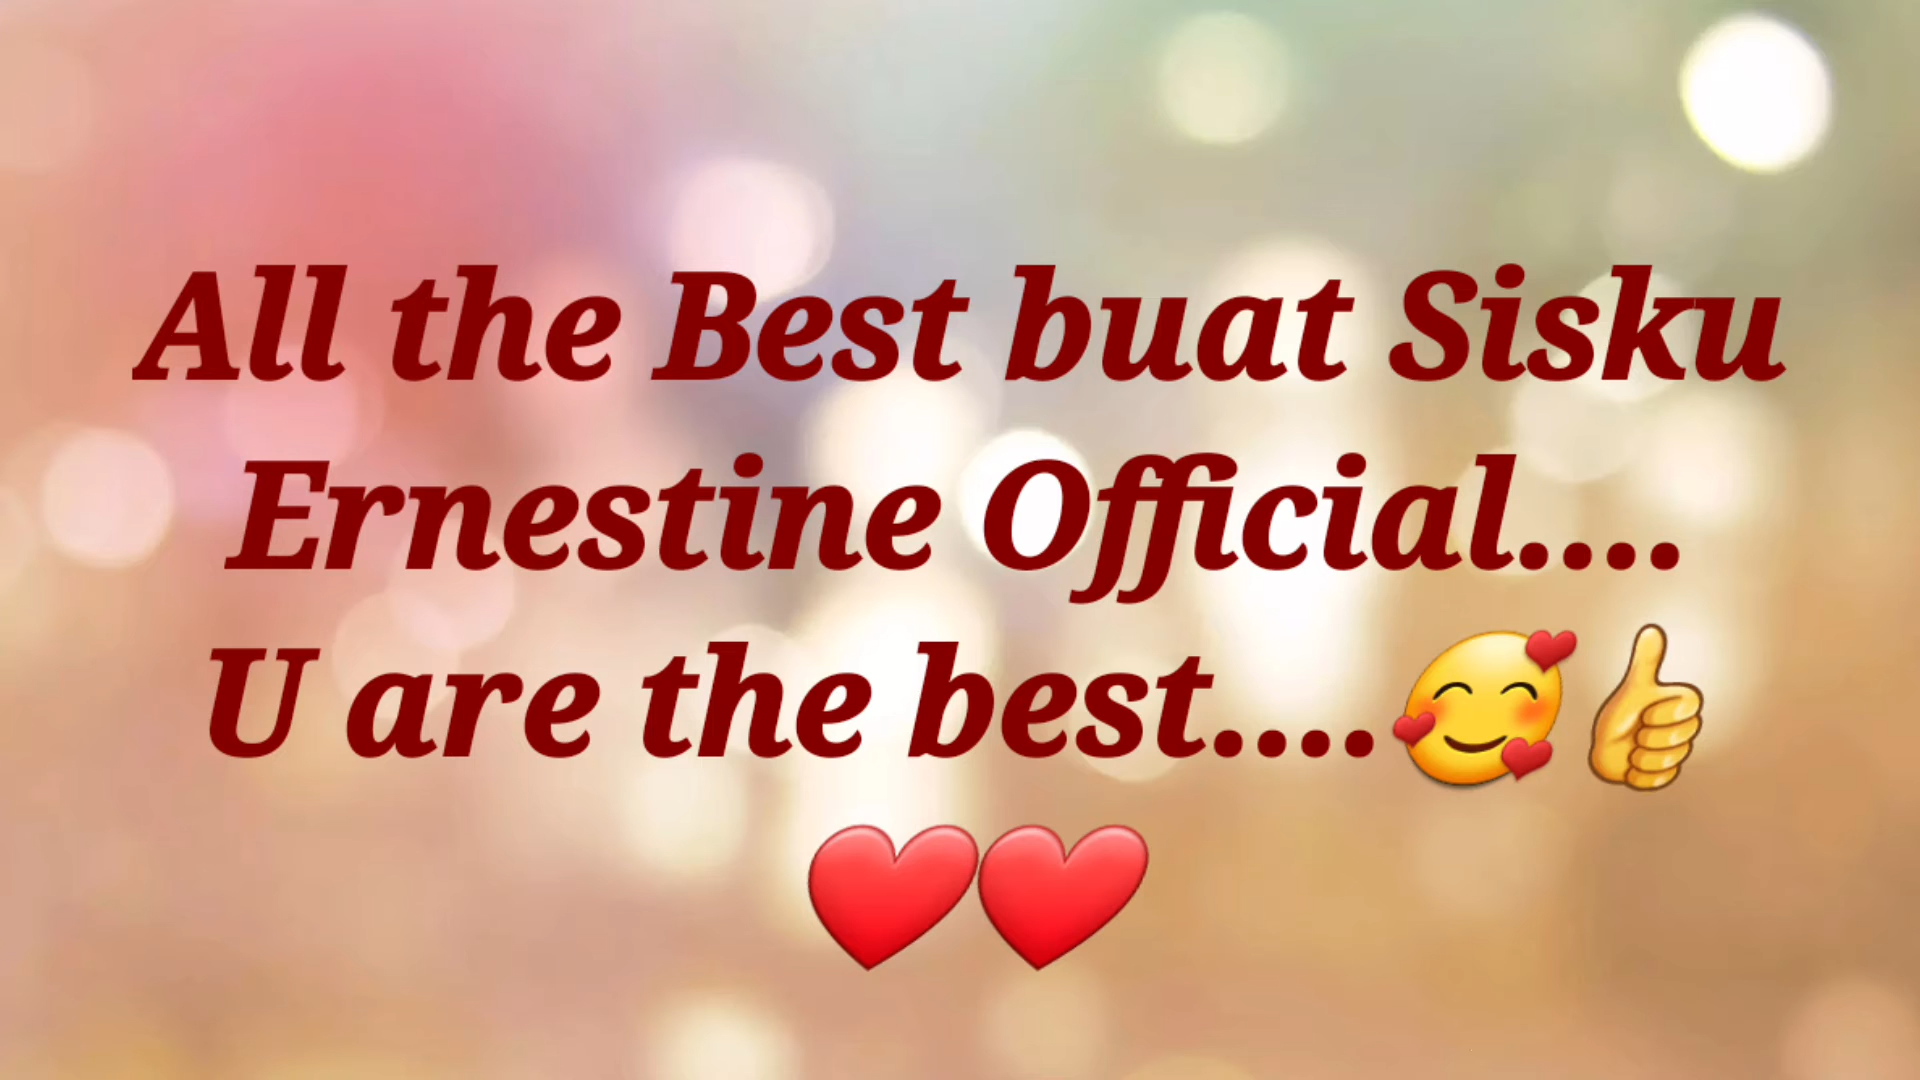 All the Best buat Sisku
Ernestine Official....
U are the best....🥰👍
❤️❤️